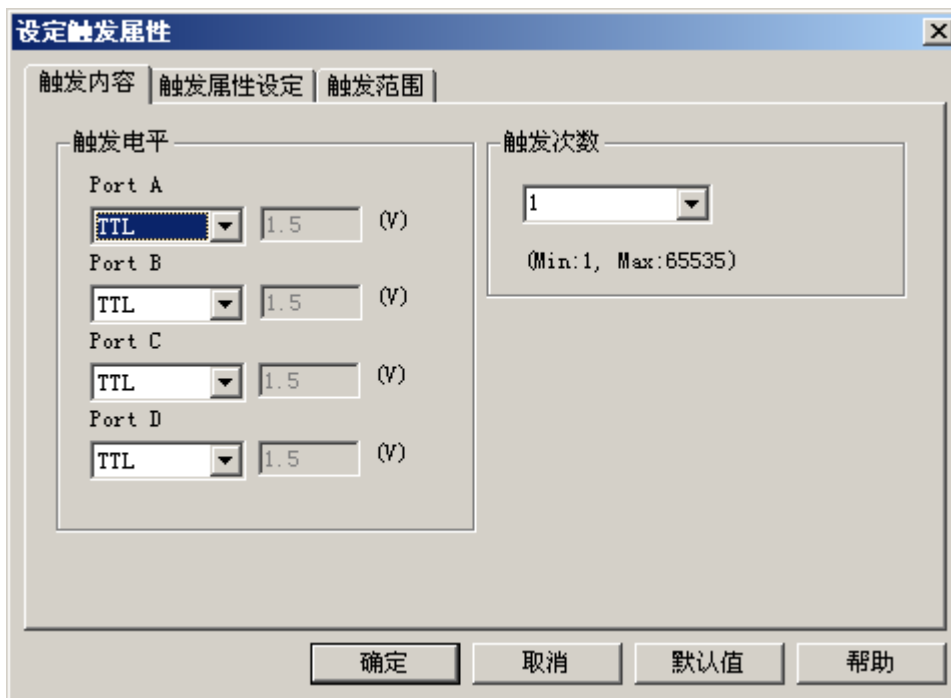 设定触发属性
触发内容 触发属性设定 触发范围
触发电平
Port A
TTL 1.5 (V)
Port B
TTL 1.5 (V)
Port C
TTL 1.5 (V)
Port D
TTL 1.5 (V)
触发次数
1
(Min:1, Max:65535)
确定 取消 默认值 帮助